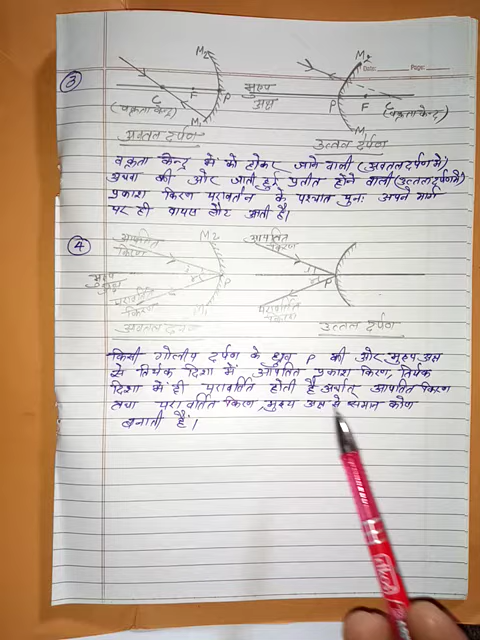 ③
M₂
C
F
P
(वक्रता केन्द्र)
M₁
अवतल दर्पण
Date: Page:
मुख्य
अक्ष
M₂
P
F
C
(वक्रता केन्द्र)
M₁
उत्तल दर्पण
वक्रता केन्द्र में को होकर जाने वाली (अवतल दर्पण में)
अथवा की ओर जाती हुई प्रतीत होने वाली (उत्तल दर्पण में)
प्रकाश किरण परावर्तन के पश्चात पुनः अपने मार्ग
पर ही वापस लौट आती है।
④
आपतित
किरण
M₂
मुख्य
अक्ष
i
r
P
परावर्तित
किरण
M₁
अवतल दर्पण
आपतित
किरण
i
r
P
परावर्तित
किरण
उत्तल दर्पण
किसी गोलीय दर्पण के ध्रुव P की ओर मुख्य अक्ष
से तिर्यक दिशा में आपतित प्रकाश किरण, तिर्यक
दिशा में ही परावर्तित होती है अर्थात् आपतित किरण
तथा परावर्तित किरण मुख्य अक्ष से समान कोण
बनाती हैं।